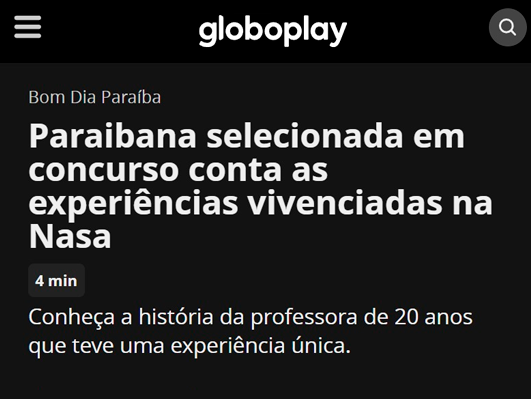 globoplay
Bom Dia Paraíba
Paraibana selecionada em
concurso conta as
experiências vivenciadas na
Nasa
4 min
Conheça a história da professora de 20 anos
que teve uma experiência única.